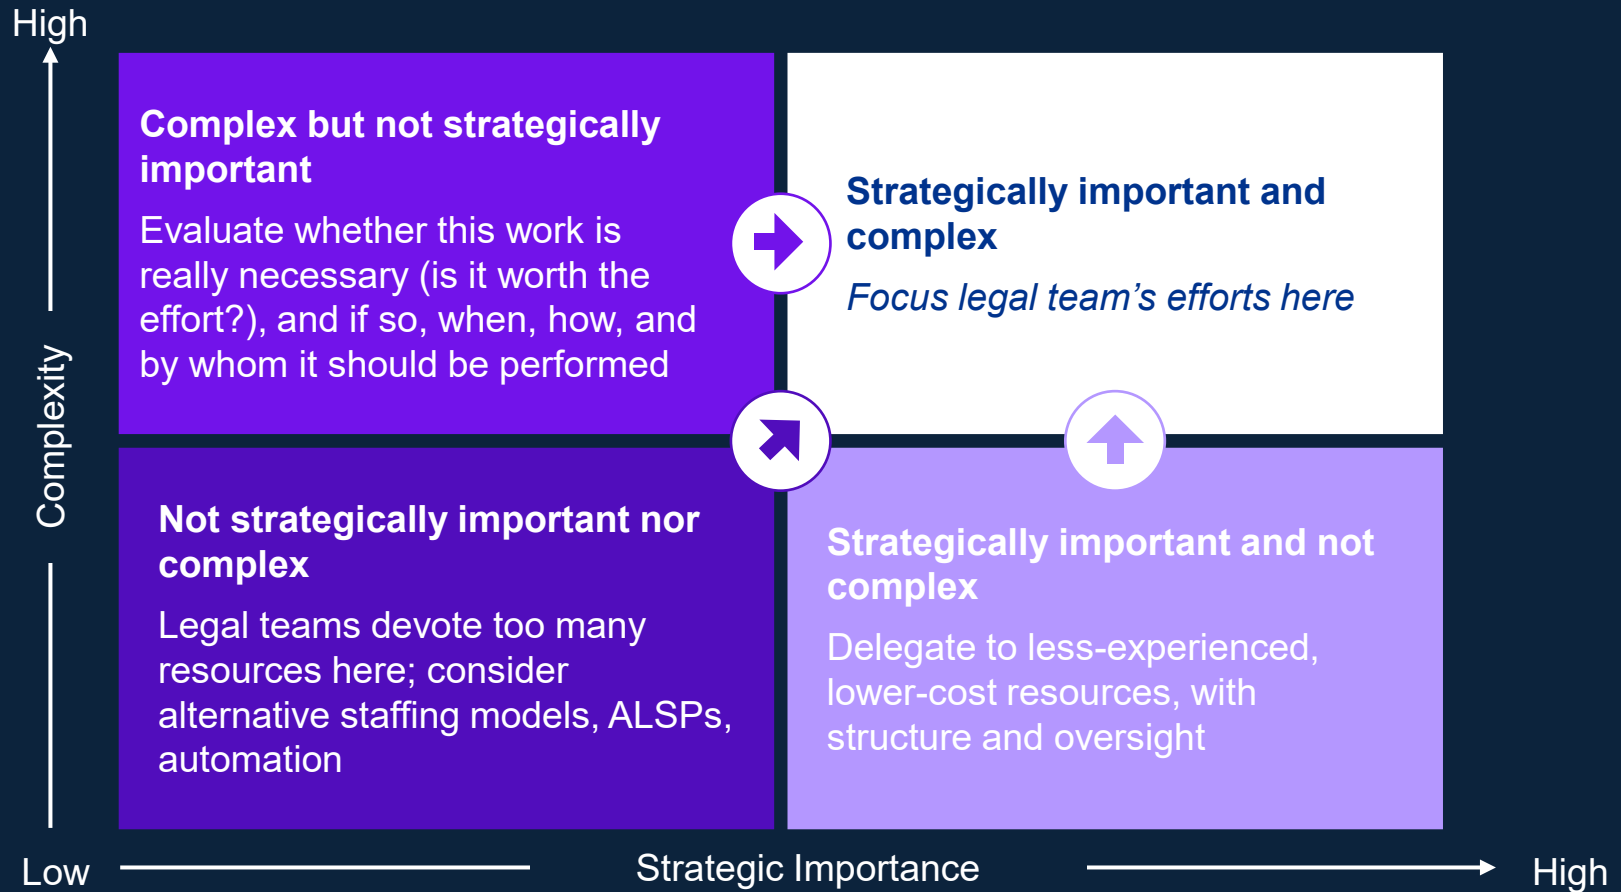 High
Complex but not strategically
important
Evaluate whether this work is
really necessary (is it worth the
effort?), and if so, when, how, and
by whom it should be performed
Strategically important and
complex
Focus legal team’s efforts here
Complexity
Not strategically important nor
complex
Legal teams devote too many
resources here; consider
alternative staffing models, ALSPs,
automation
Strategically important and not
complex
Delegate to less-experienced,
lower-cost resources, with
structure and oversight
Low
Strategic Importance
High